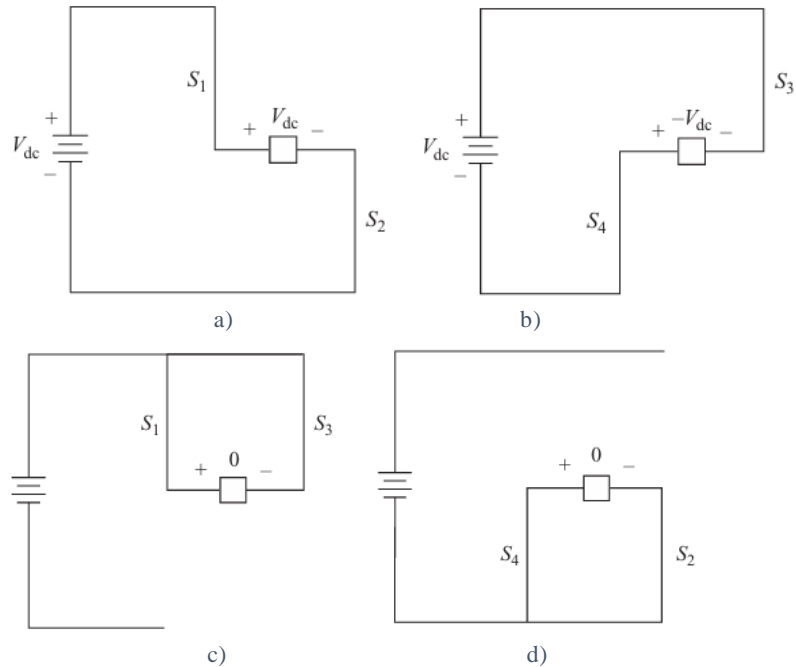 S1
+ Vdc −
+
Vdc
−
S2
a)
S3
+ −Vdc −
+
Vdc
−
S4
b)
S1
S3
+ 0 −
c)
+ 0 −
S4
S2
d)